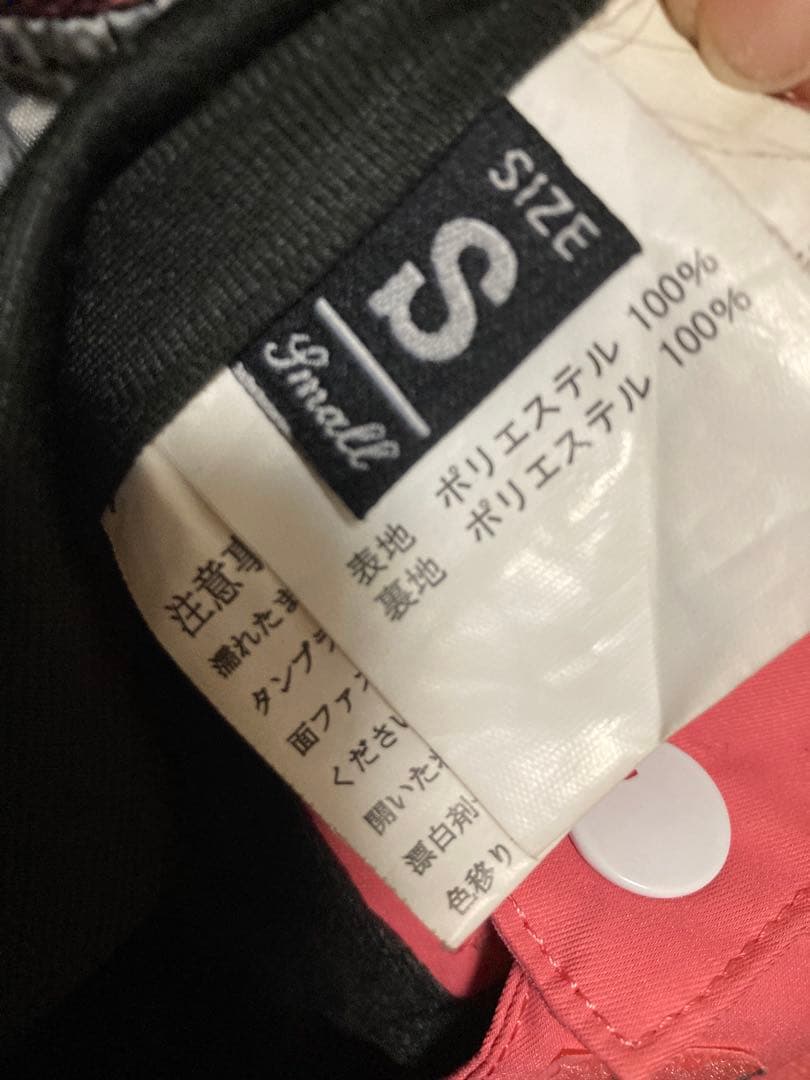 SiZE
S
Small
表地 ポリエステル 100%
裏地 ポリエステル 100%
注意事
濡れたま
タンブラ
面ファス
ください
開いた状
漂白剤
色移り